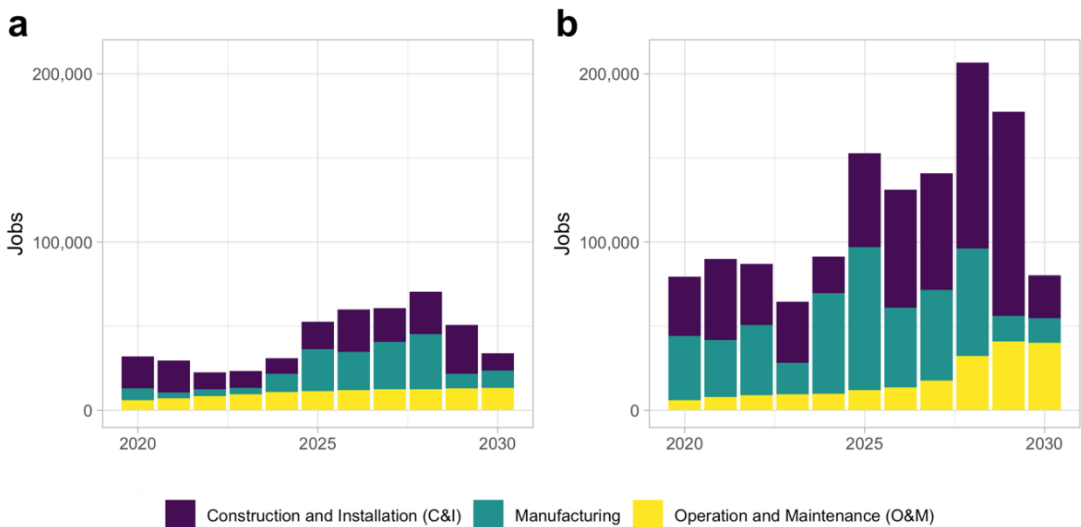 a
b
200,000
100,000
0
Jobs
2020
2025
2030
200,000
100,000
0
Jobs
2020
2025
2030
Construction and Installation (C&I)
Manufacturing
Operation and Maintenance (O&M)